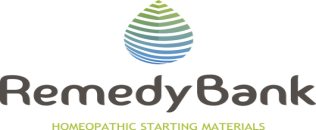 RemedyBank
HOMEOPATHIC STARTING MATERIALS